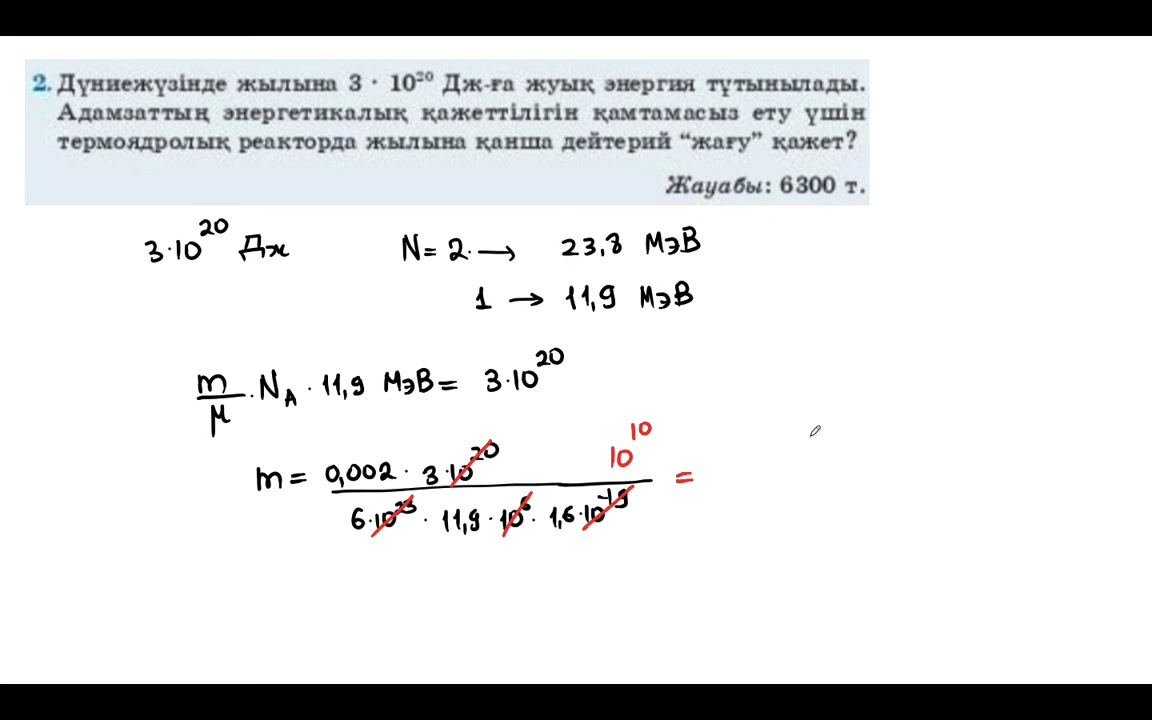 2. Дүниежүзінде жылына 3 · 10²⁰ Дж-ға жуық энергия тұтынылады.
Адамзаттың энергетикалық қажеттілігін қамтамасыз ету үшін
термоядролық реакторда жылына қанша дейтерий “жағу” қажет?
Жауабы: 6300 т.
3·10²⁰ Дж N = 2· → 23,8 МэВ
1 → 11,9 МэВ
m/μ · N_A · 11,9 МэВ = 3·10²⁰
m = (0,002 · 3·10²⁰)/(6·10²³ · 11,9·10⁶ · 1,6·10⁻¹⁹) 10¹⁰ =